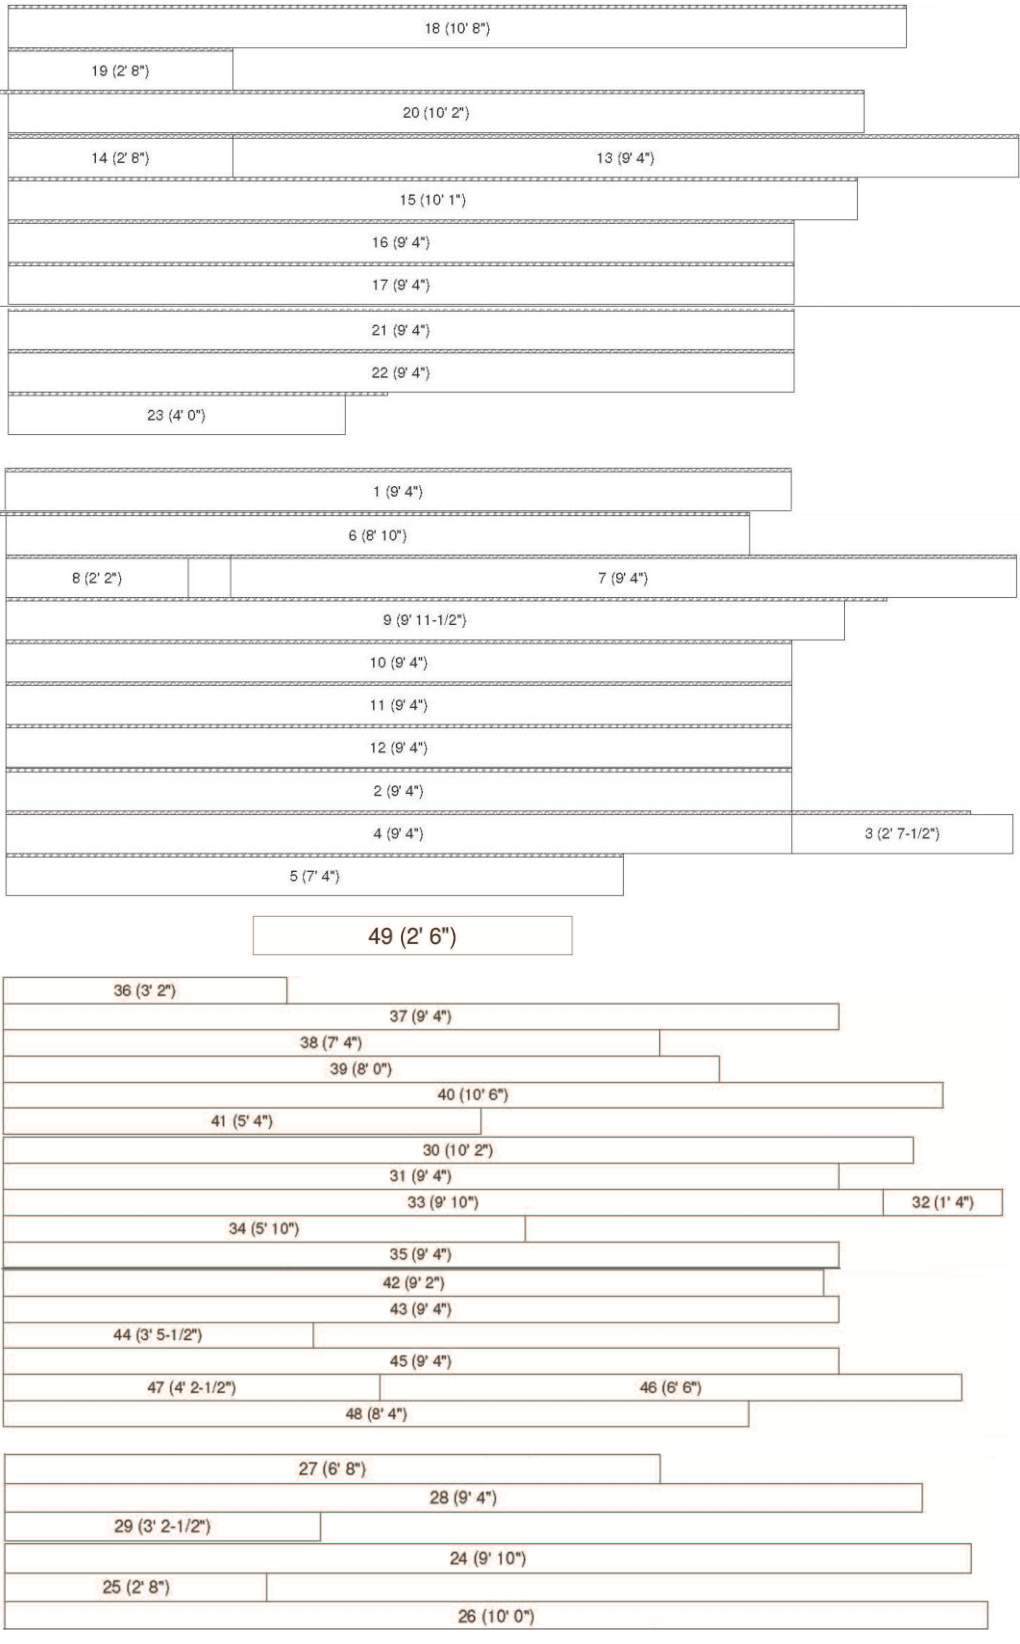 18 (10' 8")
19 (2' 8")
20 (10' 2")
14 (2' 8") 13 (9' 4")
15 (10' 1")
16 (9' 4")
17 (9' 4")
21 (9' 4")
22 (9' 4")
23 (4' 0")
1 (9' 4")
6 (8' 10")
8 (2' 2") 7 (9' 4")
9 (9' 11-1/2")
10 (9' 4")
11 (9' 4")
12 (9' 4")
2 (9' 4")
4 (9' 4") 3 (2' 7-1/2")
5 (7' 4")
49 (2' 6")
36 (3' 2")
37 (9' 4")
38 (7' 4")
39 (8' 0")
40 (10' 6")
41 (5' 4")
30 (10' 2")
31 (9' 4")
33 (9' 10") 32 (1' 4")
34 (5' 10")
35 (9' 4")
42 (9' 2")
43 (9' 4")
44 (3' 5-1/2")
45 (9' 4")
47 (4' 2-1/2") 46 (6' 6")
48 (8' 4")
27 (6' 8")
28 (9' 4")
29 (3' 2-1/2")
24 (9' 10")
25 (2' 8")
26 (10' 0")